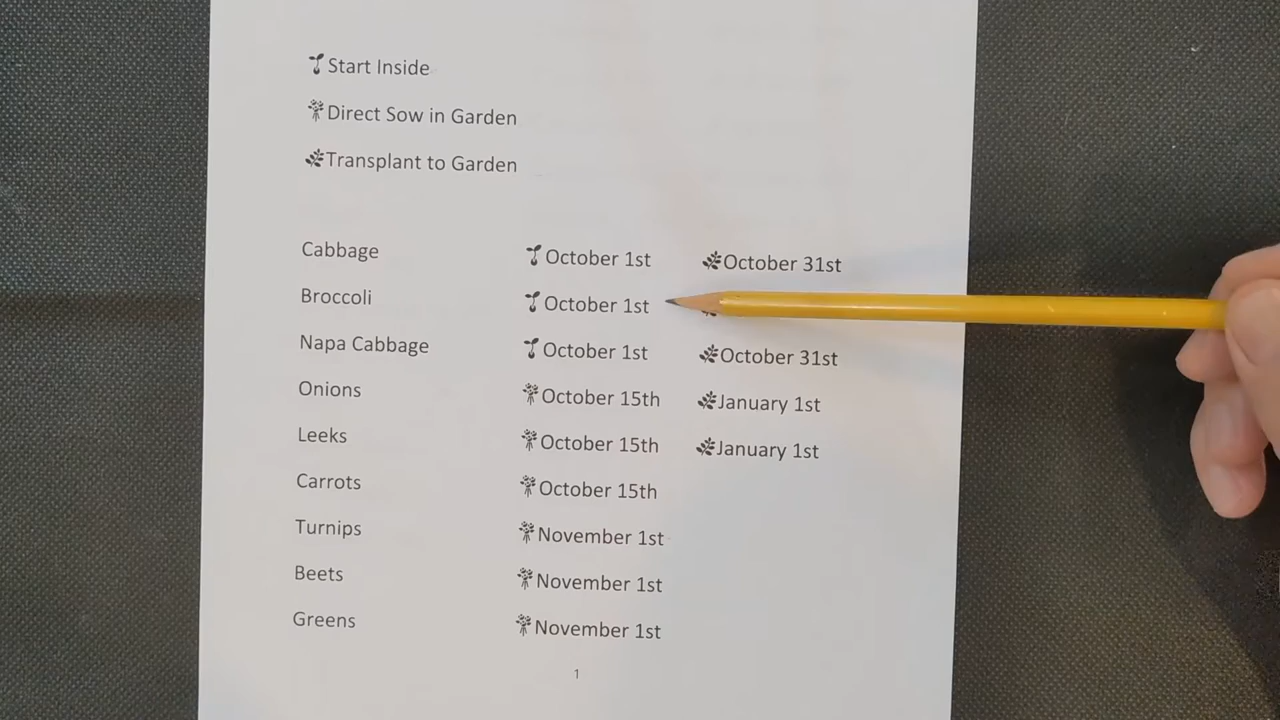 Start Inside
Direct Sow in Garden
Transplant to Garden
Cabbage October 1st October 31st
Broccoli October 1st
Napa Cabbage October 1st October 31st
Onions October 15th January 1st
Leeks October 15th January 1st
Carrots October 15th
Turnips November 1st
Beets November 1st
Greens November 1st
1